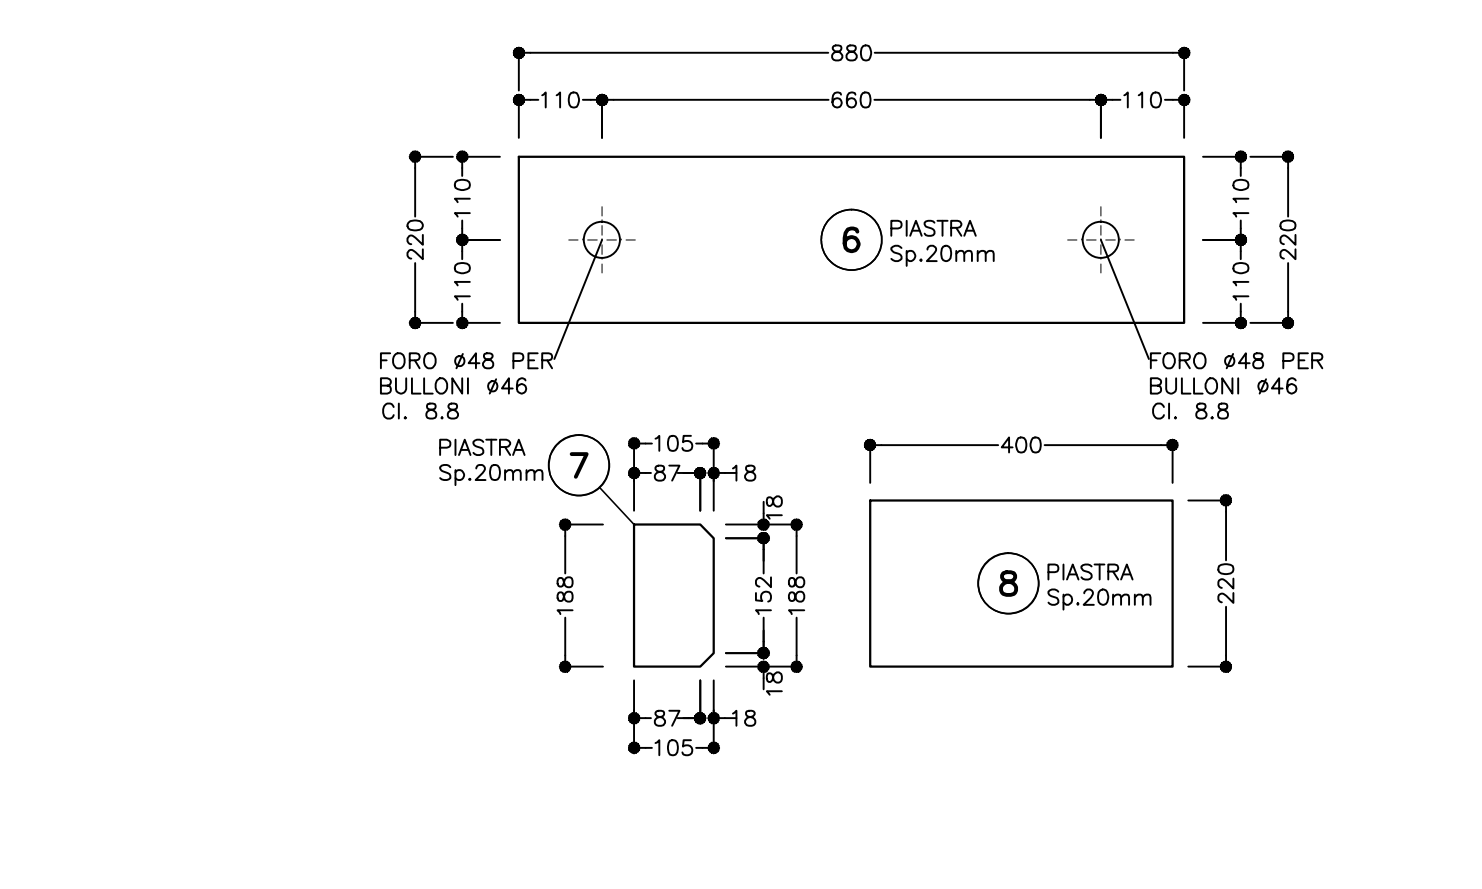 880
110 660 110
220
110
110
6
PIASTRA
Sp.20mm
110
110
220
FORO ø48 PER
BULLONI ø46
Cl. 8.8
FORO ø48 PER
BULLONI ø46
Cl. 8.8
PIASTRA
Sp.20mm
7
105
87 18
188
18
152
18
188
87 18
105
400
8
PIASTRA
Sp.20mm
220